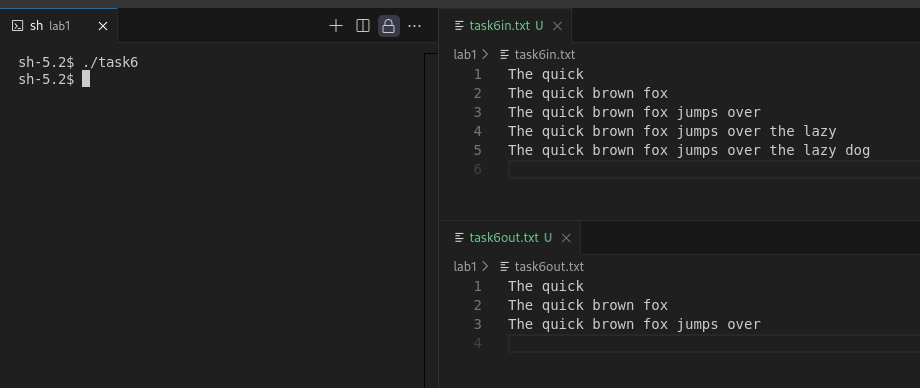 sh lab1
sh-5.2$ ./task6
sh-5.2$
task6in.txt U
lab1 > task6in.txt
1 The quick
2 The quick brown fox
3 The quick brown fox jumps over
4 The quick brown fox jumps over the lazy
5 The quick brown fox jumps over the lazy dog
6
task6out.txt U
lab1 > task6out.txt
1 The quick
2 The quick brown fox
3 The quick brown fox jumps over
4